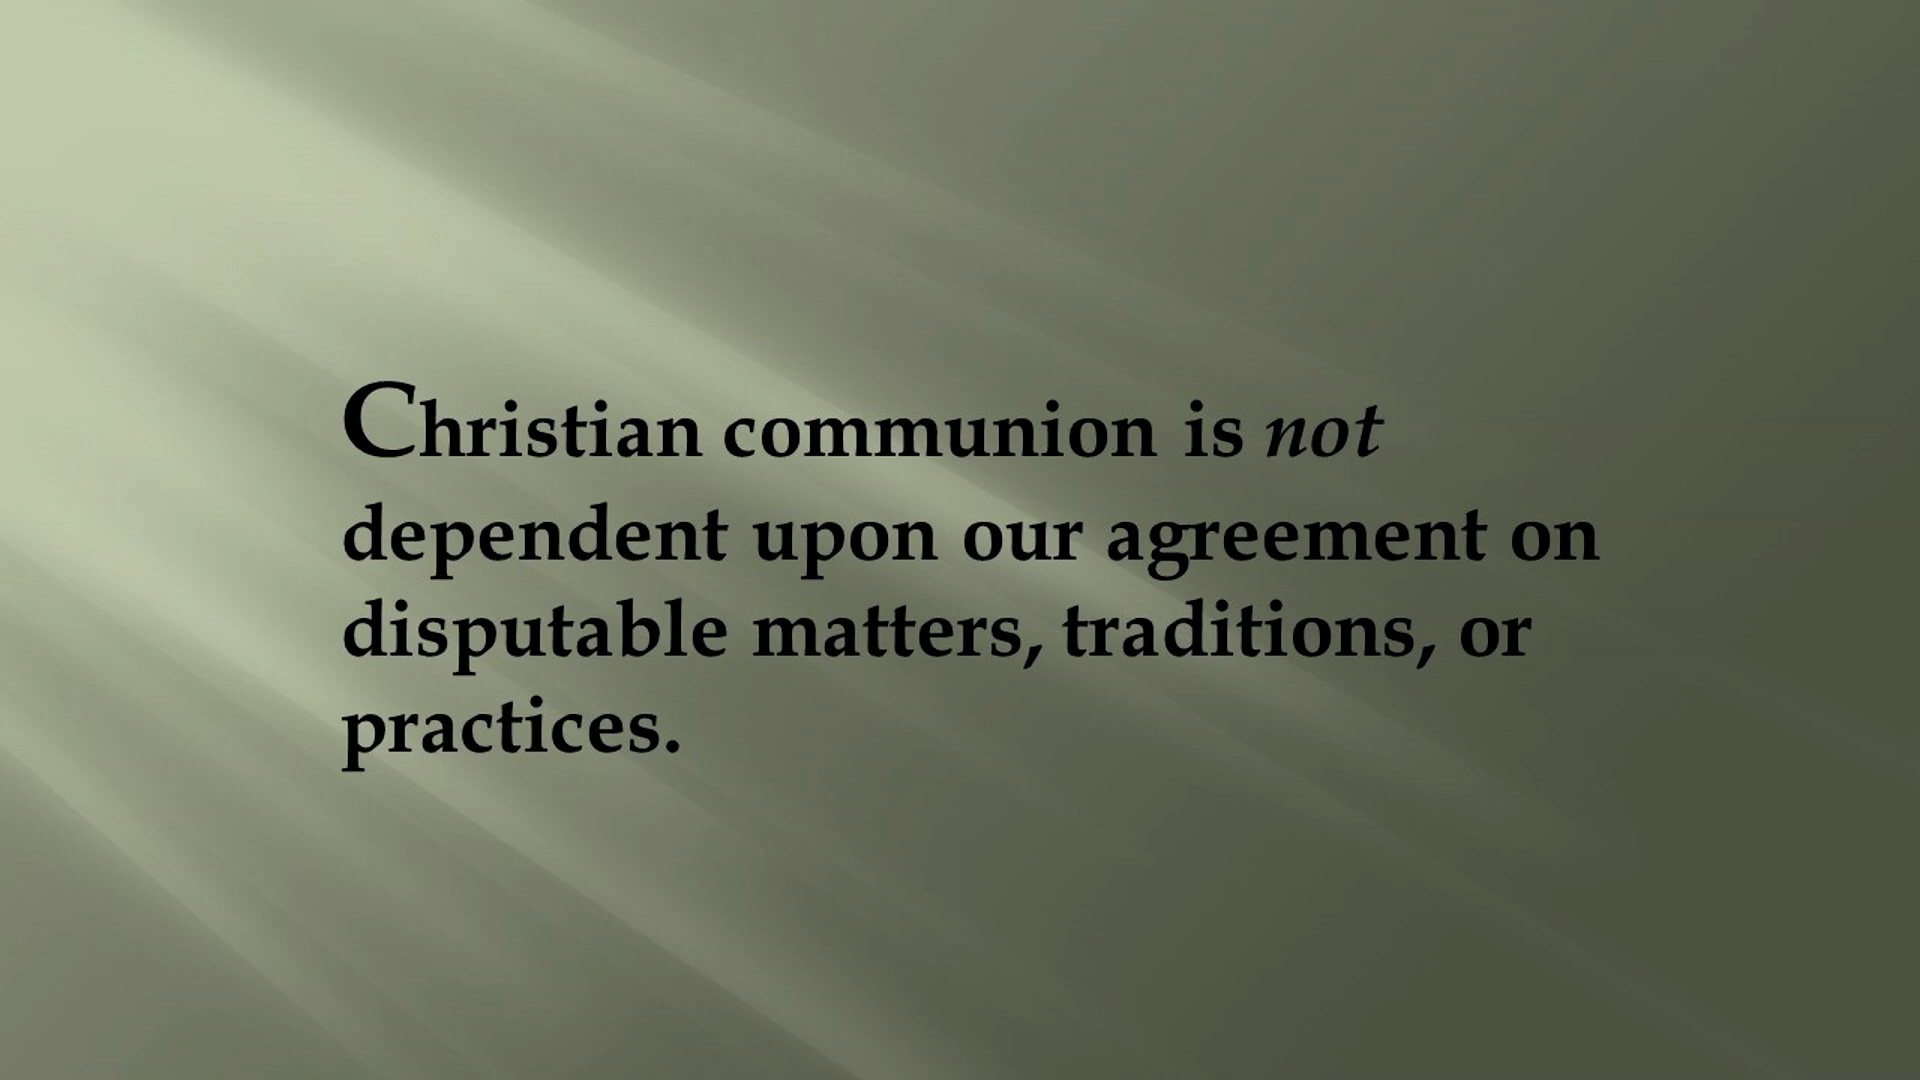 Christian communion is not
dependent upon our agreement on
disputable matters, traditions, or
practices.